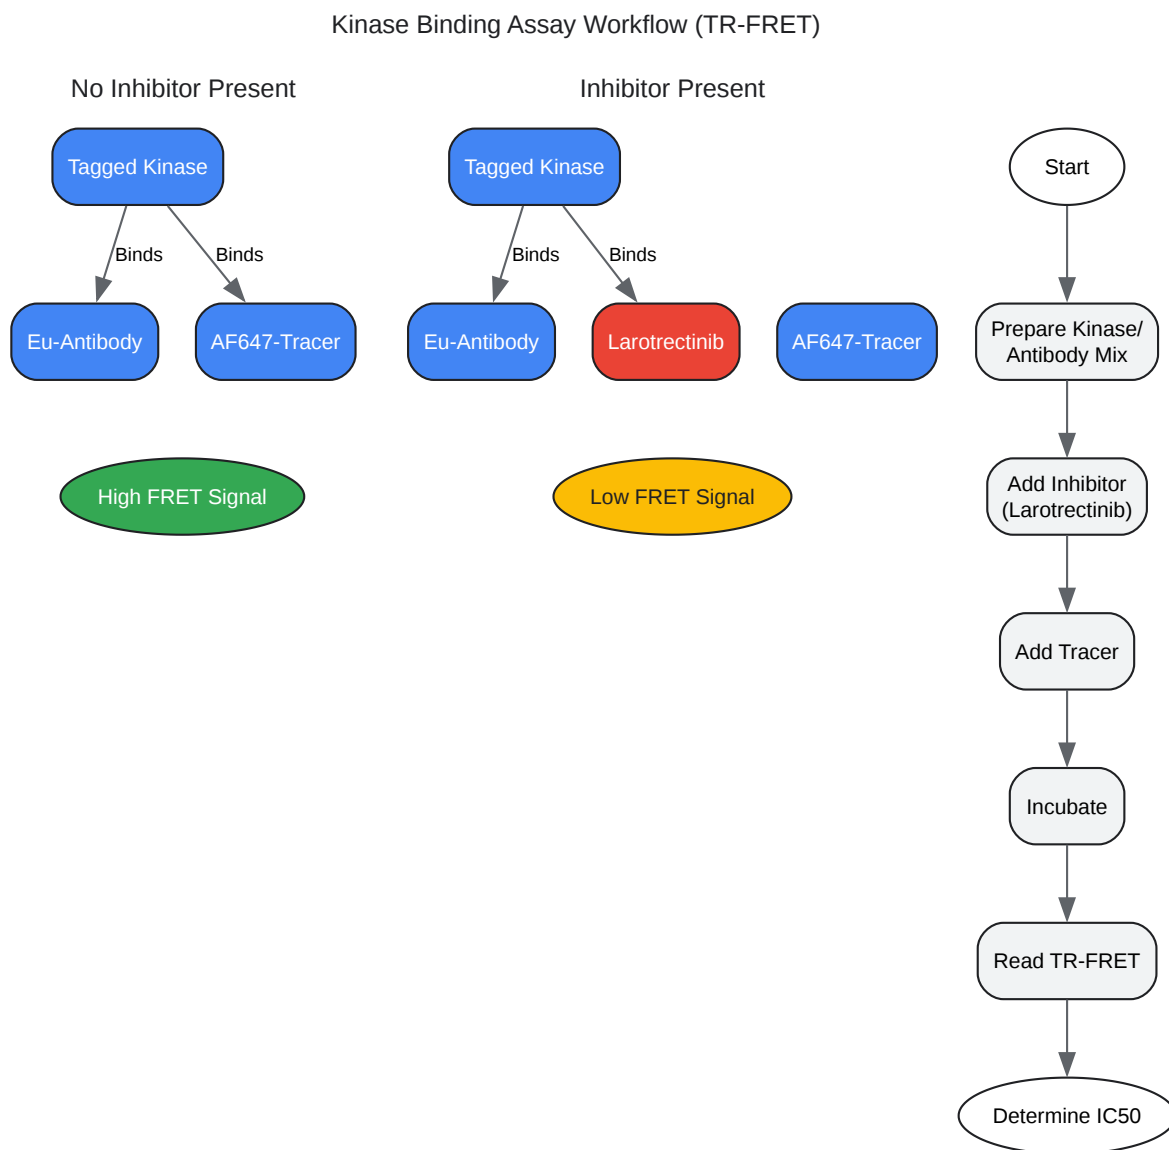 Kinase Binding Assay Workflow (TR-FRET)
No Inhibitor Present
Tagged Kinase
Binds
Binds
Eu-Antibody
AF647-Tracer
High FRET Signal
Inhibitor Present
Tagged Kinase
Binds
Binds
Eu-Antibody
Larotrectinib
AF647-Tracer
Low FRET Signal
Start
Prepare Kinase/
Antibody Mix
Add Inhibitor
(Larotrectinib)
Add Tracer
Incubate
Read TR-FRET
Determine IC50